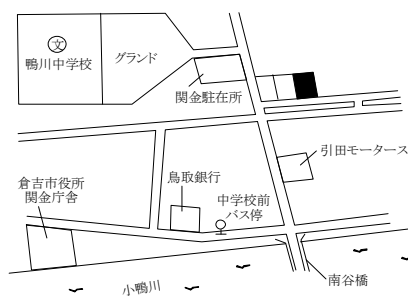 文
鴨川中学校
グランド
関金駐在所
引田モータース
倉吉市役所
関金庁舎
鳥取銀行
中学校前
バス停
小鴨川
南谷橋